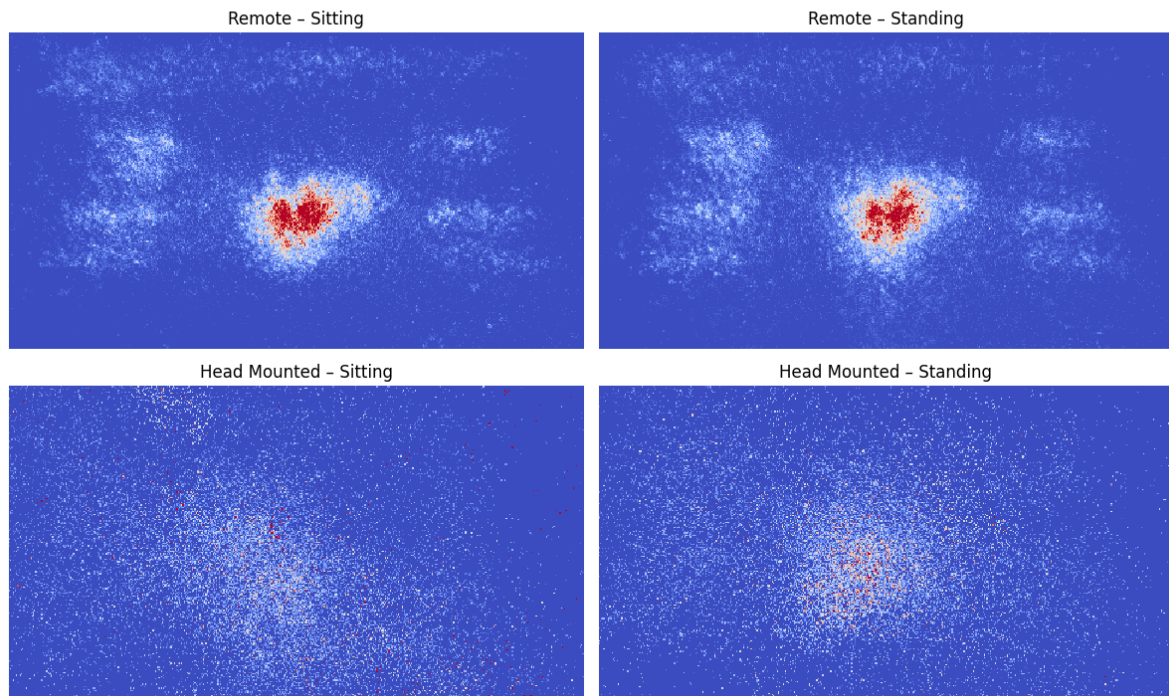 Remote – Sitting
Remote – Standing
Head Mounted – Sitting
Head Mounted – Standing